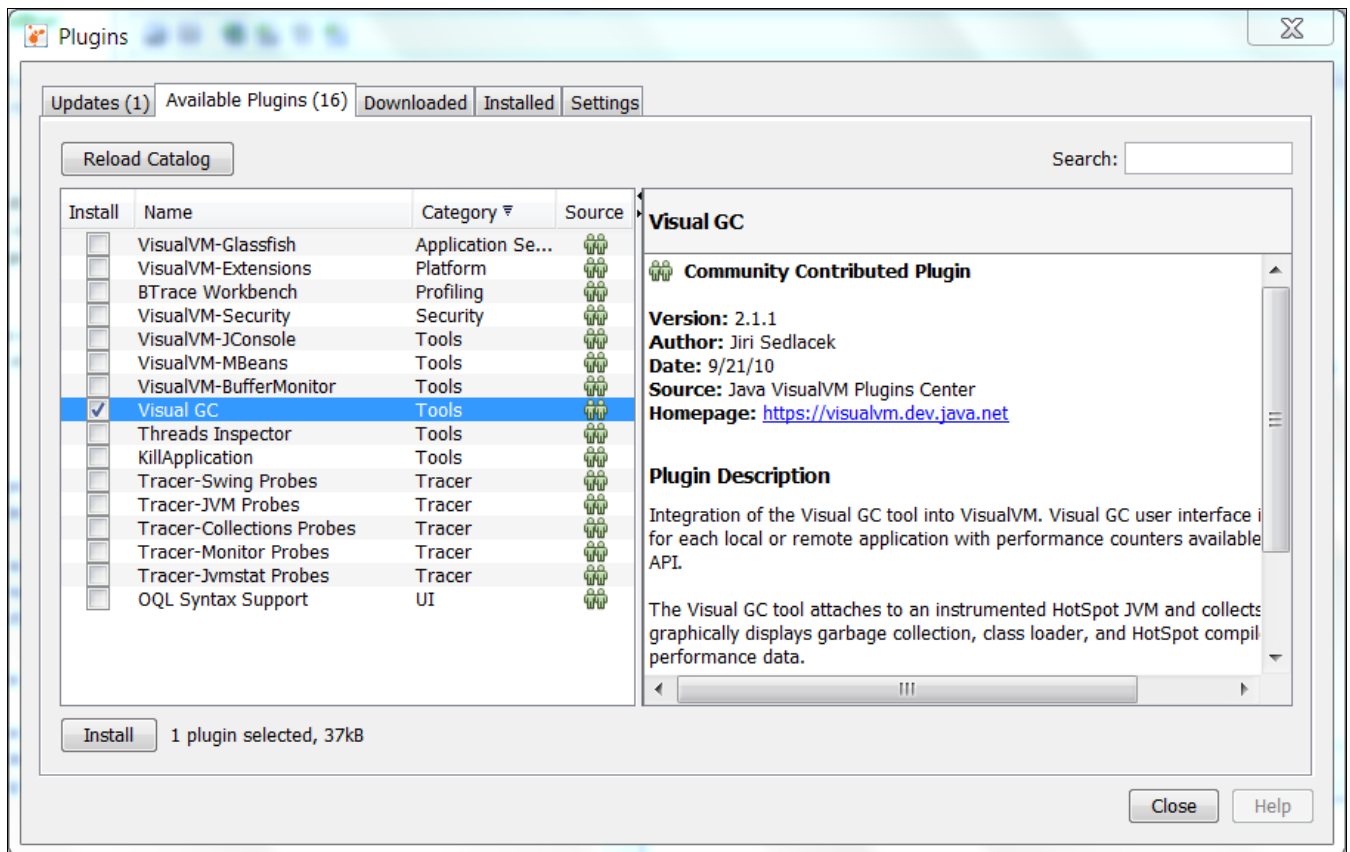 Plugins
Updates (1) Available Plugins (16) Downloaded Installed Settings
Reload Catalog Search:
Install Name Category Source
VisualVM-Glassfish Application Se...
VisualVM-Extensions Platform
BTrace Workbench Profiling
VisualVM-Security Security
VisualVM-JConsole Tools
VisualVM-MBeans Tools
VisualVM-BufferMonitor Tools
Visual GC Tools
Threads Inspector Tools
KillApplication Tools
Tracer-Swing Probes Tracer
Tracer-JVM Probes Tracer
Tracer-Collections Probes Tracer
Tracer-Monitor Probes Tracer
Tracer-Jvmstat Probes Tracer
OQL Syntax Support UI
Visual GC
Community Contributed Plugin
Version: 2.1.1
Author: Jiri Sedlacek
Date: 9/21/10
Source: Java VisualVM Plugins Center
Homepage: https://visualvm.dev.java.net
Plugin Description
Integration of the Visual GC tool into VisualVM. Visual GC user interface i
for each local or remote application with performance counters available
API.
The Visual GC tool attaches to an instrumented HotSpot JVM and collects
graphically displays garbage collection, class loader, and HotSpot compil
performance data.
Install 1 plugin selected, 37kB
Close Help